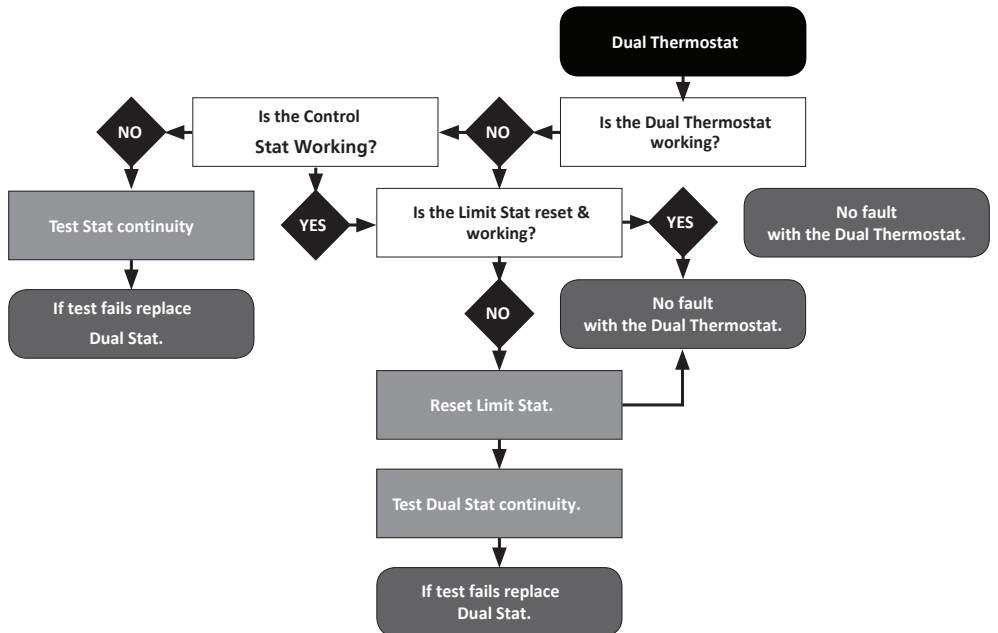 Dual Thermostat
Is the Dual Thermostat
working?
NO
Is the Control
Stat Working?
NO
Test Stat continuity
If test fails replace
Dual Stat.
YES
Is the Limit Stat reset &
working?
YES
No fault
with the Dual Thermostat.
No fault
with the Dual Thermostat.
NO
Reset Limit Stat.
Test Dual Stat continuity.
If test fails replace
Dual Stat.